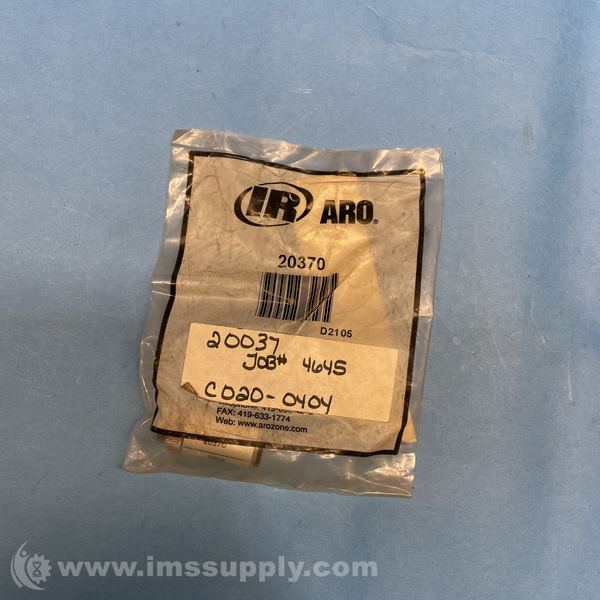 IR ARO®
20370
D2105
20037
JOB# 4645
C020-0404
FAX: 419-633-1774
Web: www.arozone.com
20370
www.imssupply.com